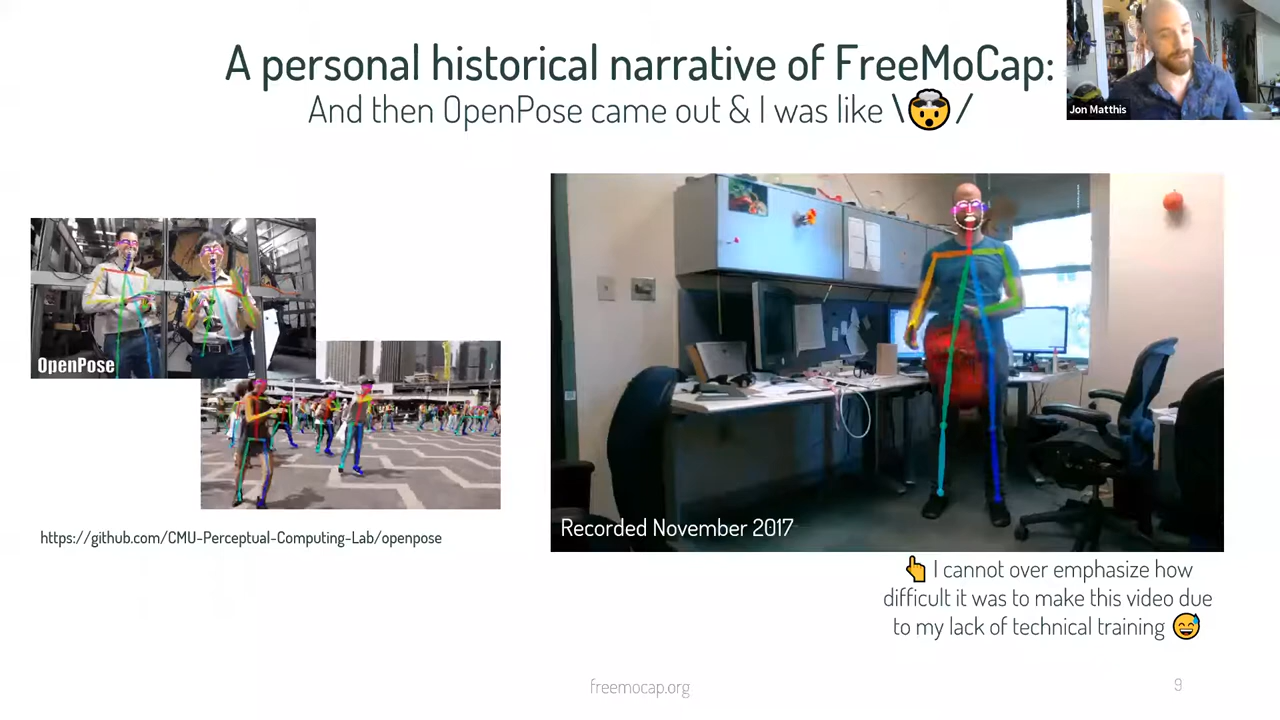 A personal historical narrative of FreeMoCap:
And then OpenPose came out & I was like \🤯/
Jon Matthis
OpenPose
https://github.com/CMU-Perceptual-Computing-Lab/openpose
Recorded November 2017
👆 I cannot over emphasize how
difficult it was to make this video due
to my lack of technical training 😅
freemocap.org
9